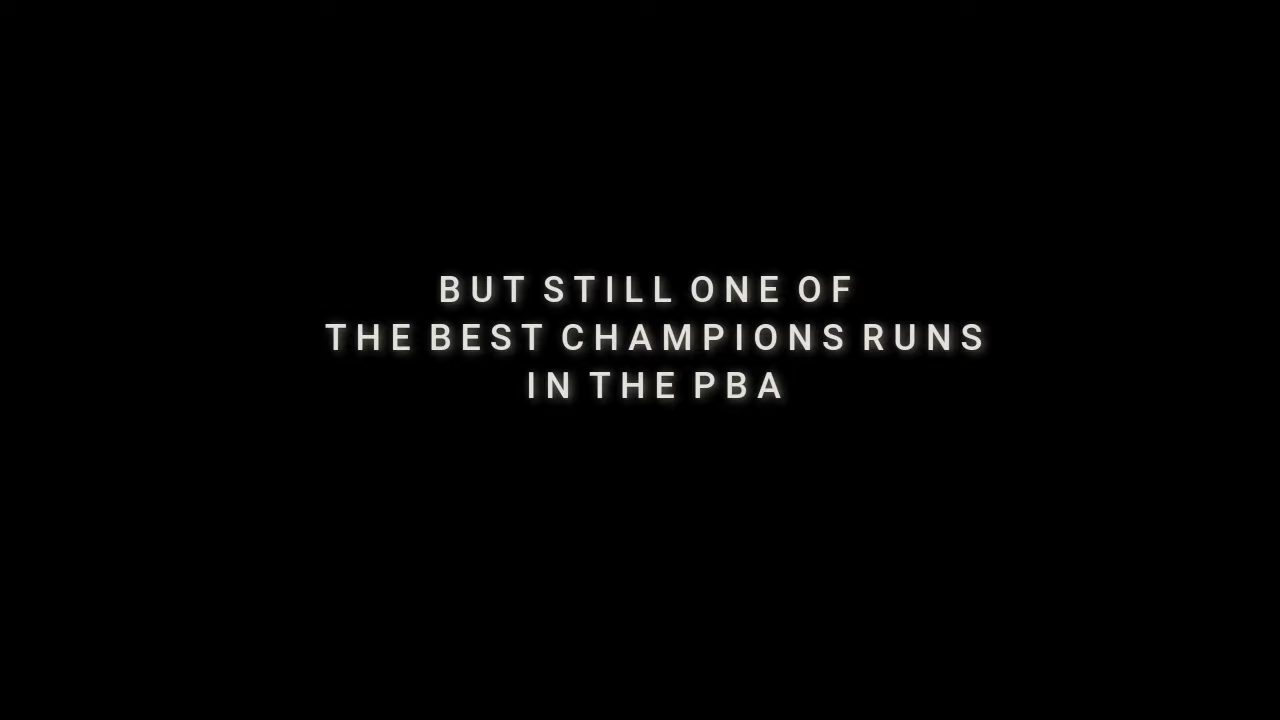 BUT STILL ONE OF
THE BEST CHAMPIONS RUNS
IN THE PBA